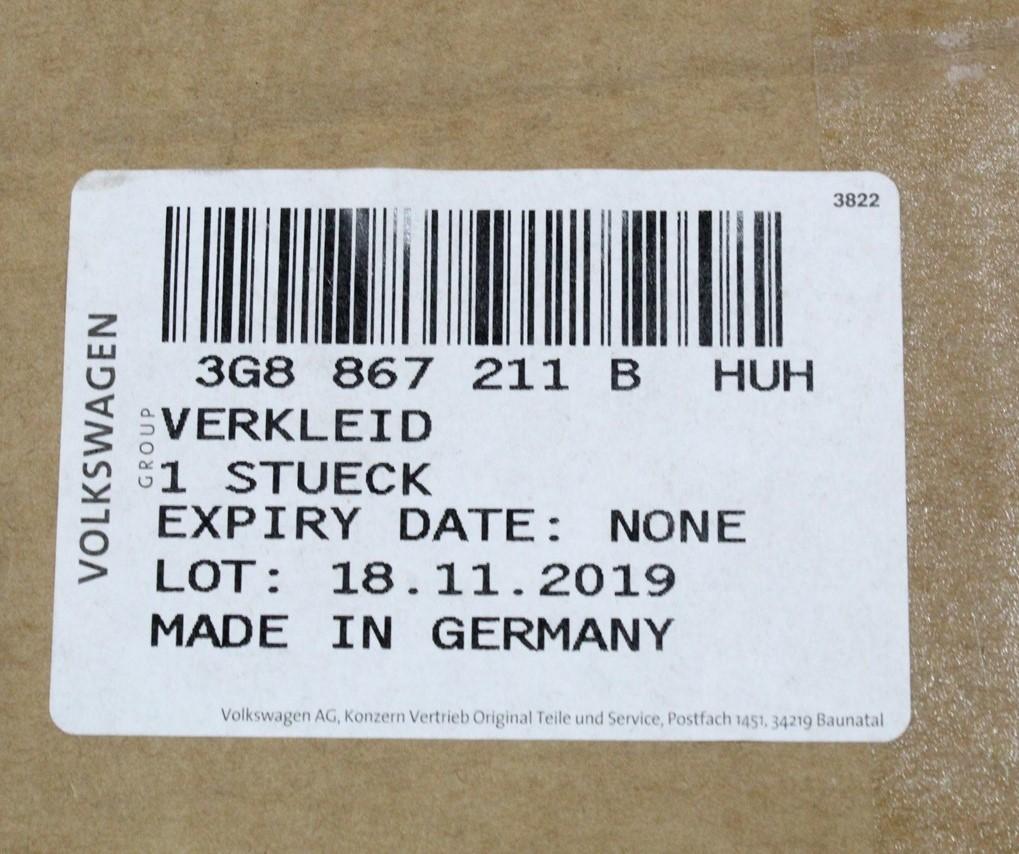 3822
3G8 867 211 B HUH
VOLKSWAGEN
GROUP
VERKLEID
1 STUECK
EXPIRY DATE: NONE
LOT: 18.11.2019
MADE IN GERMANY
Volkswagen AG, Konzern Vertrieb Original Teile und Service, Postfach 1451, 34219 Baunatal